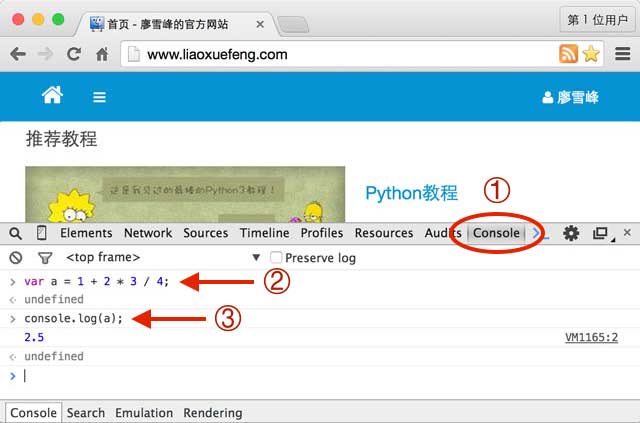 首页 - 廖雪峰的官方网站
第 1 位用户
www.liaoxuefeng.com
廖雪峰
推荐教程
这是我见过的最棒的Python3教程！
Python教程
①
Elements Network Sources Timeline Profiles Resources Audits Console
<top frame> Preserve log
var a = 1 + 2 * 3 / 4; ②
undefined
console.log(a); ③
2.5 VM1165:2
undefined
Console Search Emulation Rendering